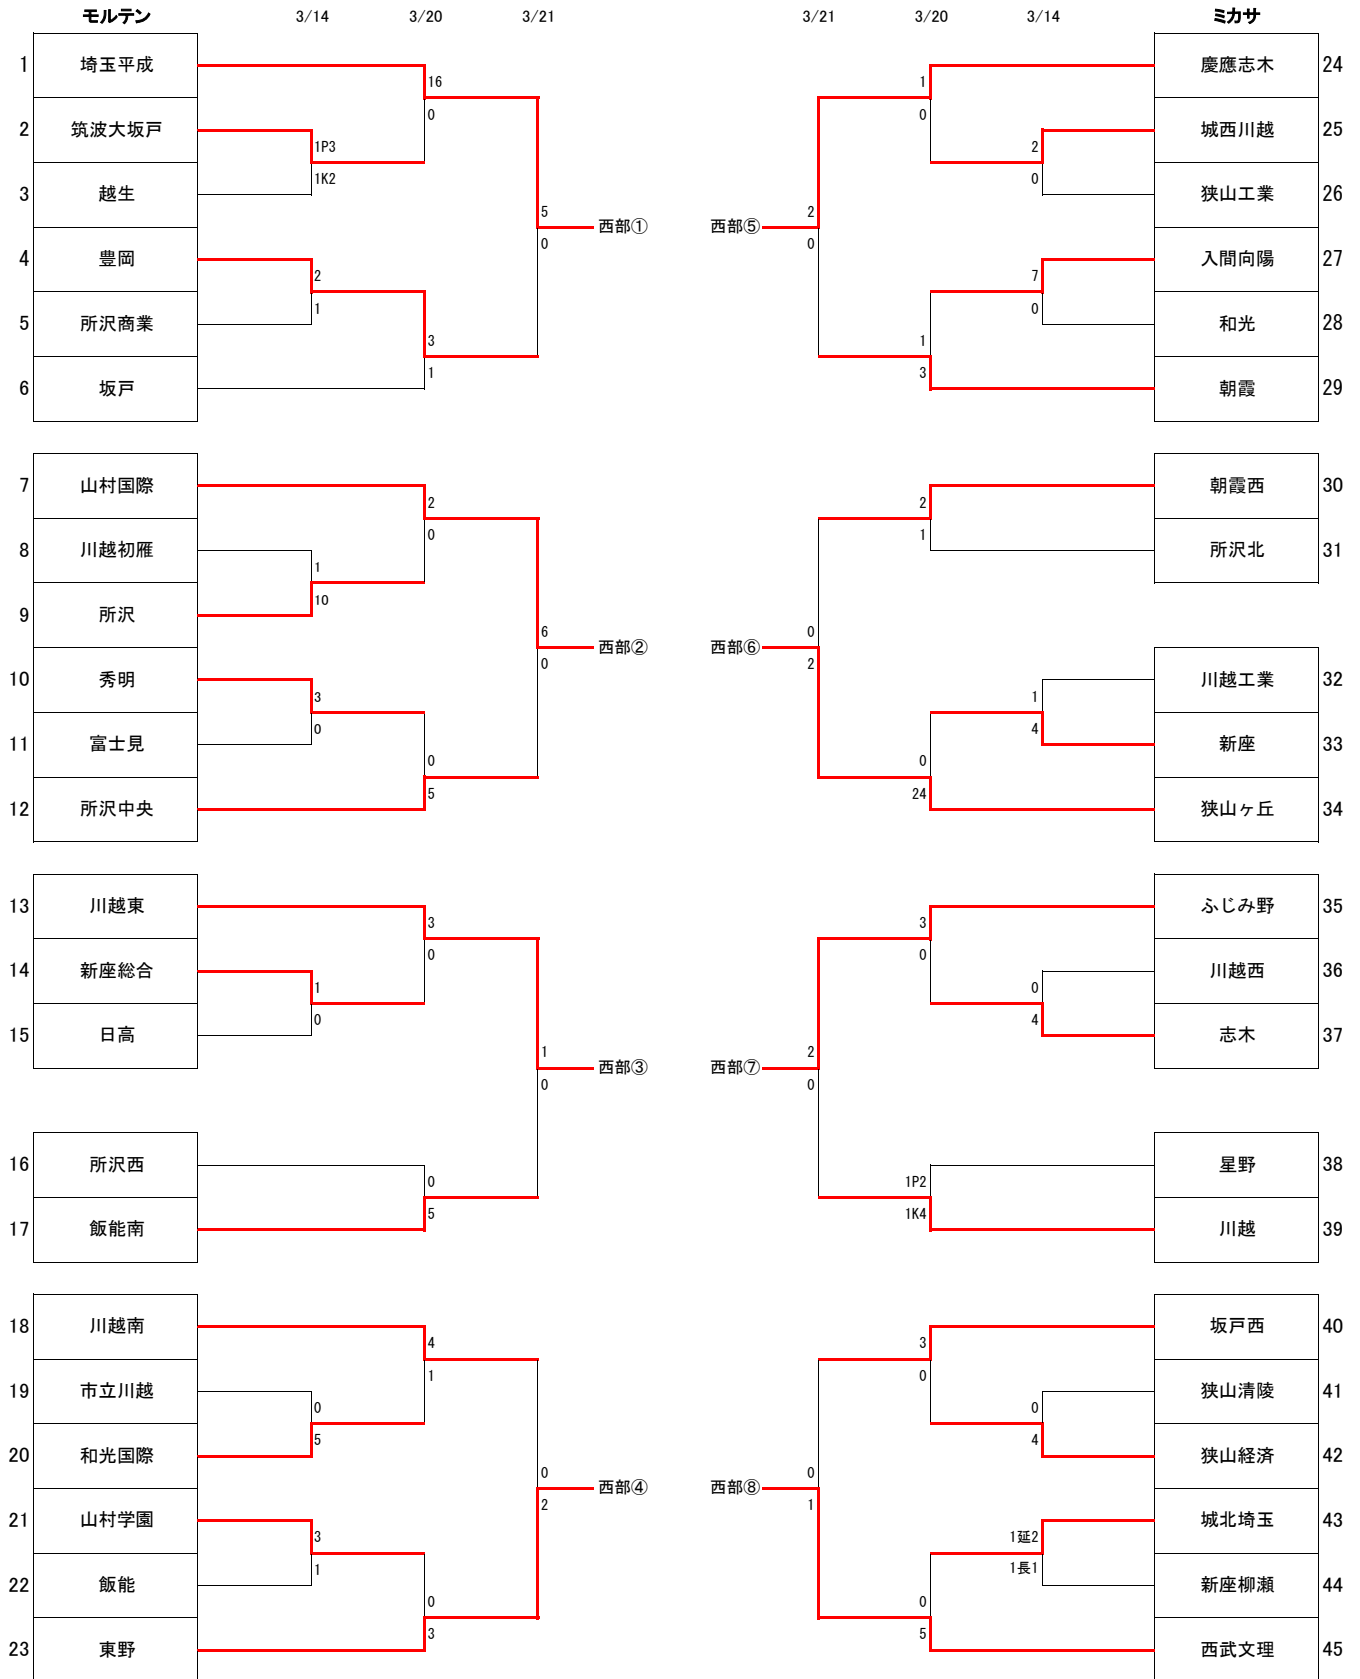 モルテン 3/14 3/20 3/21 3/21 3/20 3/14 ミカサ
1 埼玉平成 慶應志木 24
16 1
0 0
2 筑波大坂戸 城西川越 25
1P3 2
1K2 0
3 越生 狭山工業 26
5 2
西部① 西部⑤
0 0
4 豊岡 入間向陽 27
2 7
1 0
5 所沢商業 和光 28
3 1
1 3
6 坂戸 朝霞 29
7 山村国際 朝霞西 30
2 2
0 1
8 川越初雁 所沢北 31
1
10
9 所沢
6 0
西部② 西部⑥
0 2
10 秀明 川越工業 32
3 1
0 4
11 富士見 新座 33
0 0
5 24
12 所沢中央 狭山ヶ丘 34
13 川越東 ふじみ野 35
3 3
0 0
14 新座総合 川越西 36
1 0
0 4
15 日高 志木 37
1 2
西部③ 西部⑦
0 0
16 所沢西 星野 38
0 1P2
5 1K4
17 飯能南 川越 39
18 川越南 坂戸西 40
4 3
1 0
19 市立川越 狭山清陵 41
0 0
5 4
20 和光国際 狭山経済 42
0 0
西部④ 西部⑧
2 1
21 山村学園 城北埼玉 43
3 1延2
1 1長1
22 飯能 新座柳瀬 44
0 0
3 5
23 東野 西武文理 45